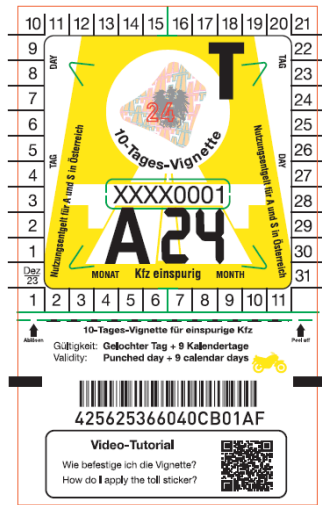 10 11 12 13 14 15 16 17 18 19 20 21
9 22
8 DAY T TAG 23
7 24
6 25
5 26
4 27
3 28
2 29
1 30
Dez 23 31
1 2 3 4 5 6 7 8 9 10 11
24
10-Tages-Vignette
TAG Nutzungsentgelt für A und S in Österreich
Nutzungsentgelt für A und S in Österreich DAY
XXXX0001
A 24
MONAT Kfz einspurig MONTH
10-Tages-Vignette für einspurige Kfz
Ablösen Peel off
Gültigkeit: Gelochter Tag + 9 Kalendertage
Validity: Punched day + 9 calendar days
425625366040CB01AF
Video-Tutorial
Wie befestige ich die Vignette?
How do I apply the toll sticker?